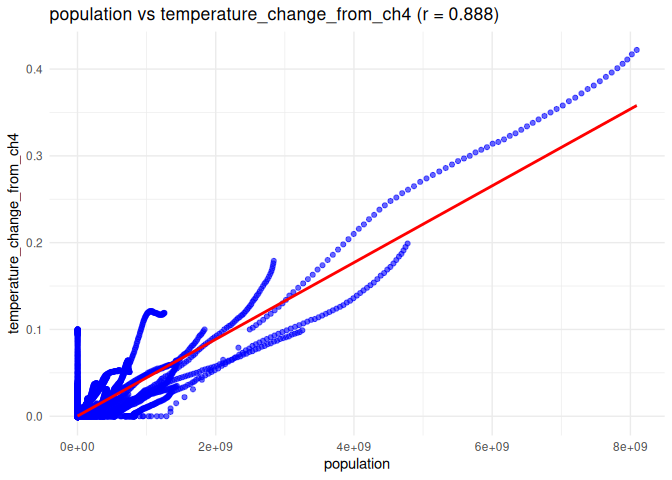 population vs temperature_change_from_ch4 (r = 0.888)
temperature_change_from_ch4
0.4
0.3
0.2
0.1
0.0
0e+00
2e+09
4e+09
6e+09
8e+09
population